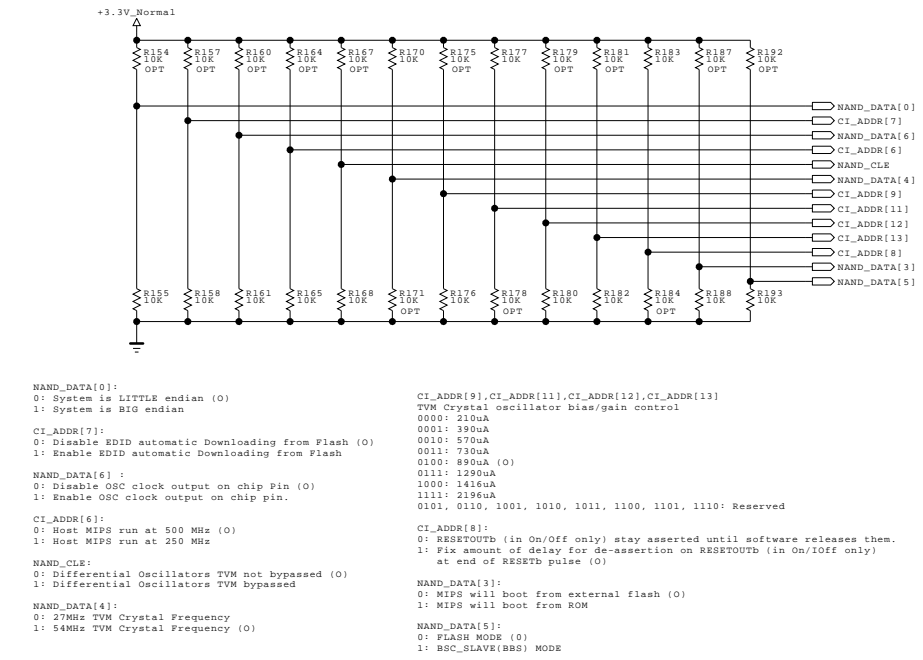 +3.3V_Normal
R154 R157 R160 R164 R167 R170 R175 R177 R179 R181 R183 R187 R192
10K 10K 10K 10K 10K 10K 10K 10K 10K 10K 10K 10K 10K
OPT OPT OPT OPT OPT OPT OPT OPT OPT OPT
NAND_DATA[0]
CI_ADDR[7]
NAND_DATA[6]
CI_ADDR[6]
NAND_CLE
NAND_DATA[4]
CI_ADDR[9]
CI_ADDR[11]
CI_ADDR[12]
CI_ADDR[13]
CI_ADDR[8]
NAND_DATA[3]
NAND_DATA[5]
R155 R158 R161 R165 R168 R171 R176 R178 R180 R182 R184 R188 R193
10K 10K 10K 10K 10K 10K 10K 10K 10K 10K 10K 10K 10K
OPT OPT OPT
NAND_DATA[0]:
0: System is LITTLE endian (O)
1: System is BIG endian
CI_ADDR[7]:
0: Disable EDID automatic Downloading from Flash (O)
1: Enable EDID automatic Downloading from Flash
NAND_DATA[6] :
0: Disable OSC clock output on chip Pin (O)
1: Enable OSC clock output on chip pin.
CI_ADDR[6]:
0: Host MIPS run at 500 MHz (O)
1: Host MIPS run at 250 MHz
NAND_CLE:
0: Differential Oscillators TVM not bypassed (O)
1: Differential Oscillators TVM bypassed
NAND_DATA[4]:
0: 27MHz TVM Crystal Frequency
1: 54MHz TVM Crystal Frequency (O)
CI_ADDR[9],CI_ADDR[11],CI_ADDR[12],CI_ADDR[13]
TVM Crystal oscillator bias/gain control
0000: 210uA
0001: 390uA
0010: 570uA
0011: 730uA
0100: 890uA (O)
0111: 1290uA
1000: 1416uA
1111: 2196uA
0101, 0110, 1001, 1010, 1011, 1100, 1101, 1110: Reserved
CI_ADDR[8]:
0: RESETOUTb (in On/Off only) stay asserted until software releases them.
1: Fix amount of delay for de-assertion on RESETOUTb (in On/IOff only)
at end of RESETb pulse (O)
NAND_DATA[3]:
0: MIPS will boot from external flash (O)
1: MIPS will boot from ROM
NAND_DATA[5]:
0: FLASH MODE (0)
1: BSC_SLAVE(BBS) MODE